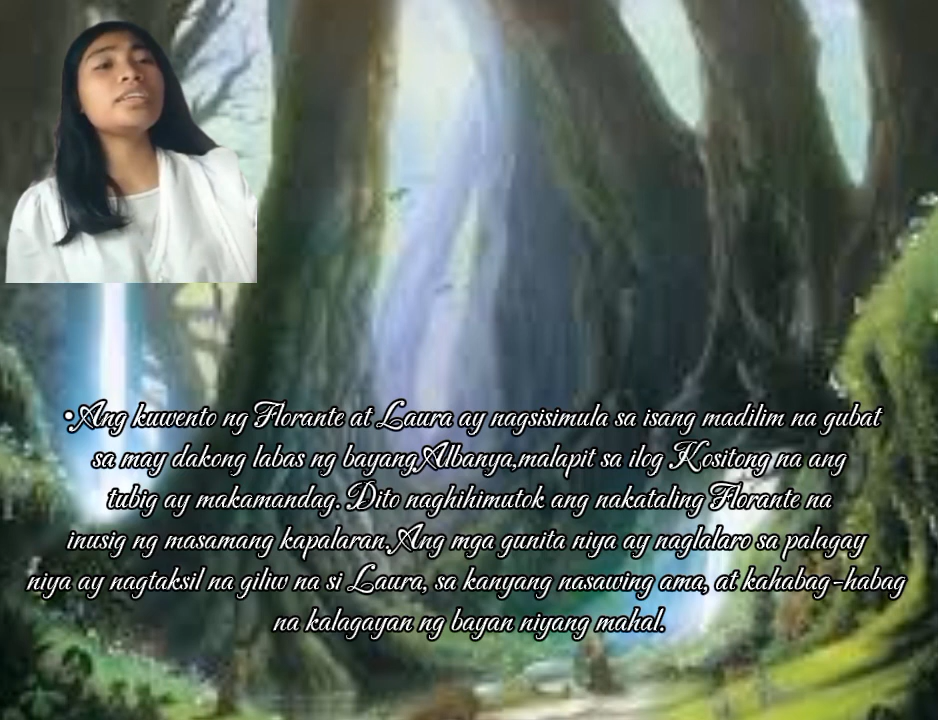 •Ang kuwento ng Florante at Laura ay nagsisimula sa isang madilim na gubat
sa may dakong labas ng bayangAlbanya,malapit sa ilog Kositong na ang
tubig ay makamandag. Dito naghihimutok ang nakataling Florante na
inusig ng masamang kapalaran.Ang mga gunita niya ay naglalaro sa palagay
niya ay nagtaksil na giliw na si Laura, sa kanyang nasawing ama, at kahabag-habag
na kalagayan ng bayan niyang mahal.